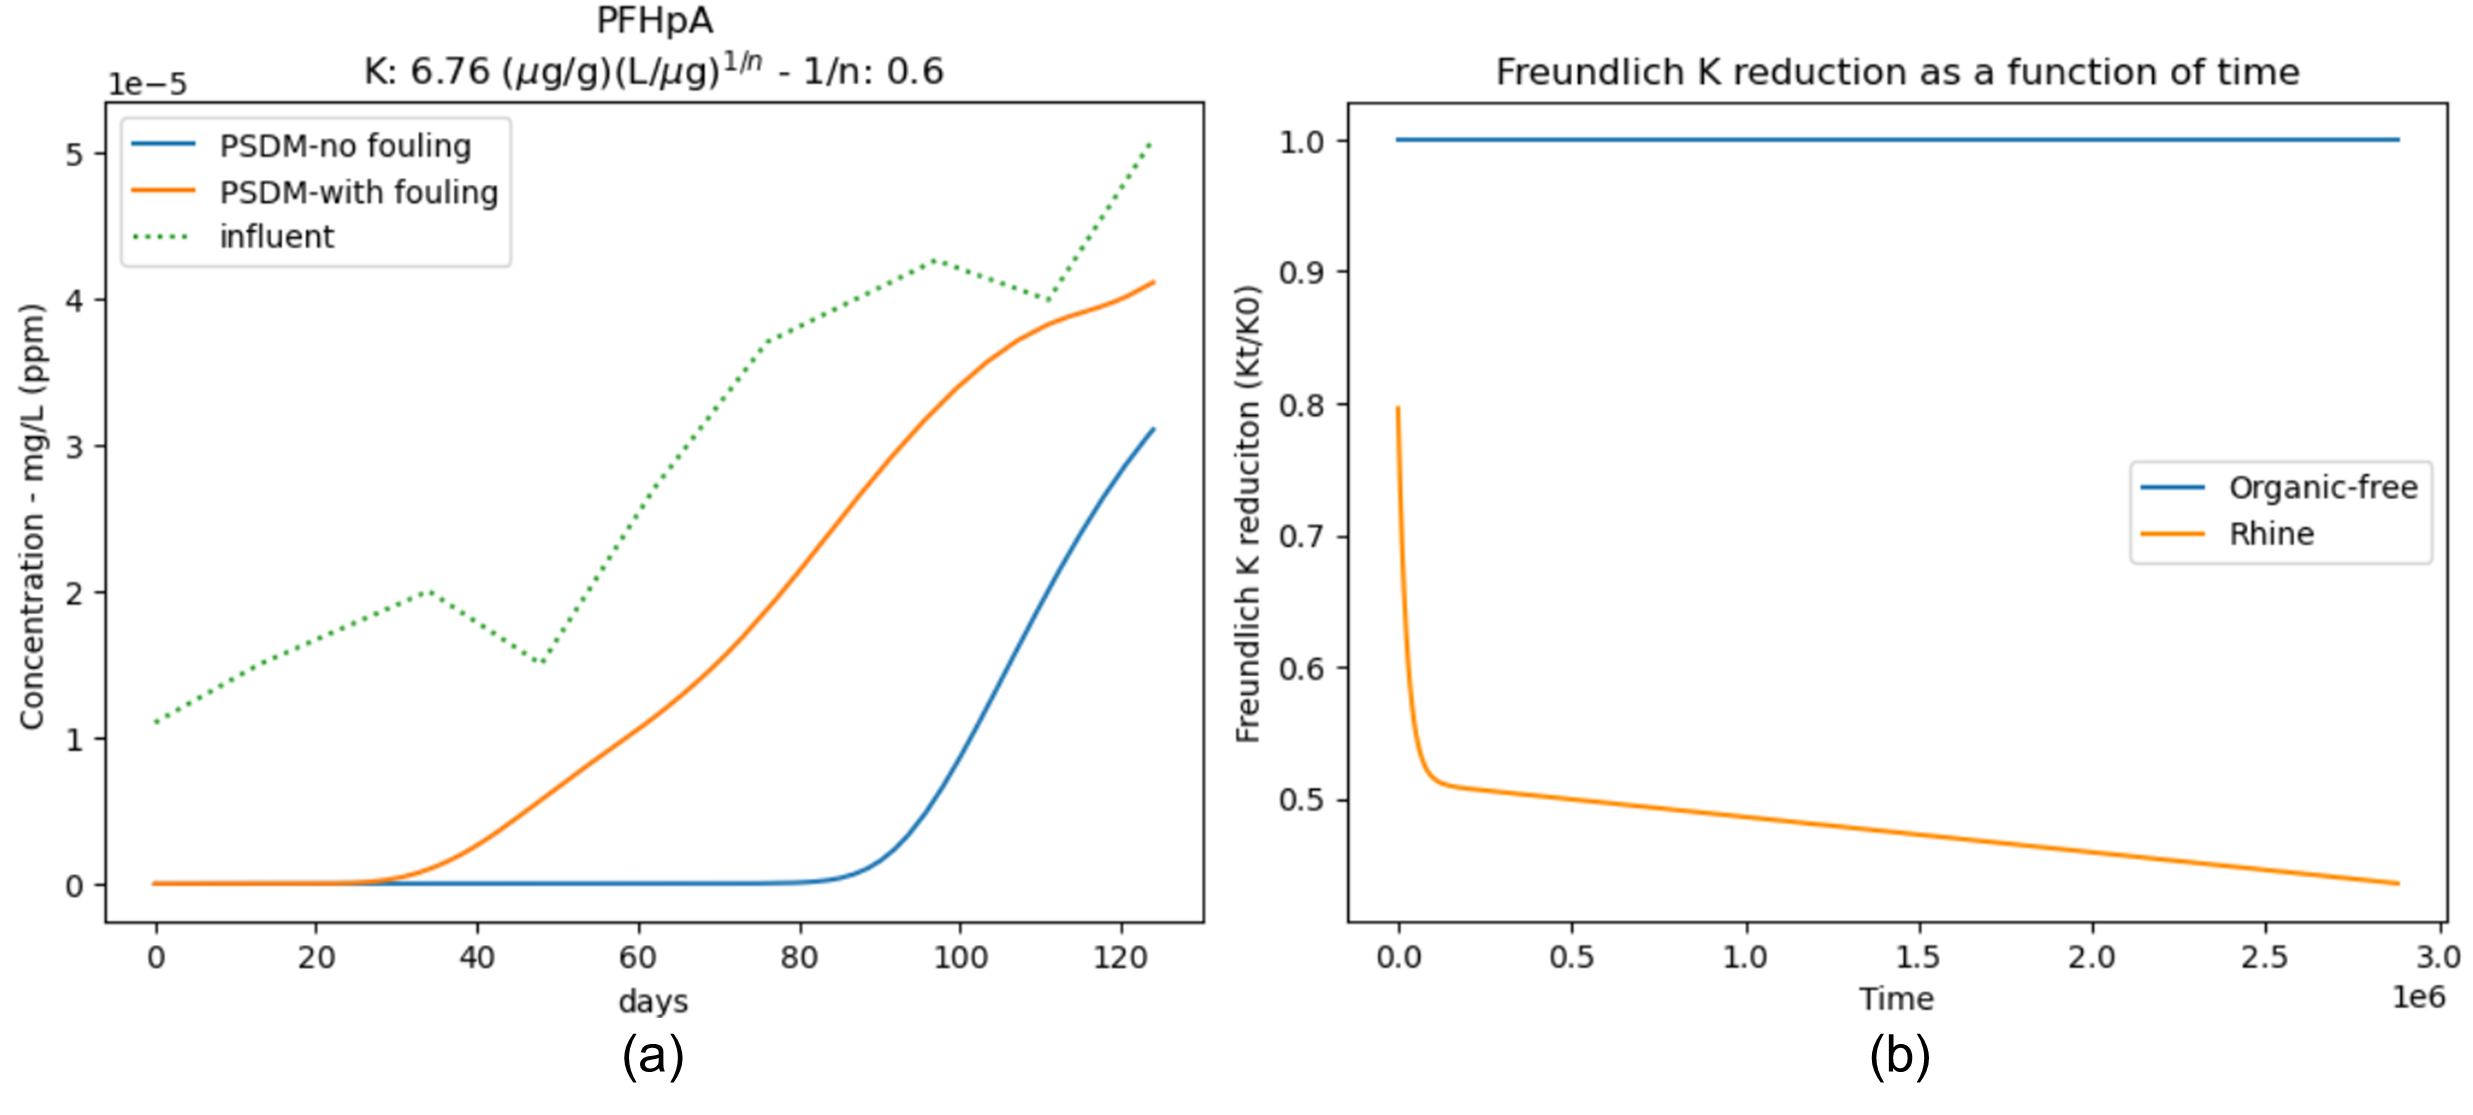 PFHpA
K: 6.76 (μg/g)(L/μg)^{1/n} - 1/n: 0.6
1e−5
PSDM-no fouling
PSDM-with fouling
influent
Concentration - mg/L (ppm)
5
4
3
2
1
0
0 20 40 60 80 100 120
days
(a)
Freundlich K reduction as a function of time
Freundlich K reduciton (Kt/K0)
1.0
0.9
0.8
0.7
0.6
0.5
Organic-free
Rhine
0.0 0.5 1.0 1.5 2.0 2.5 3.0
1e6
Time
(b)